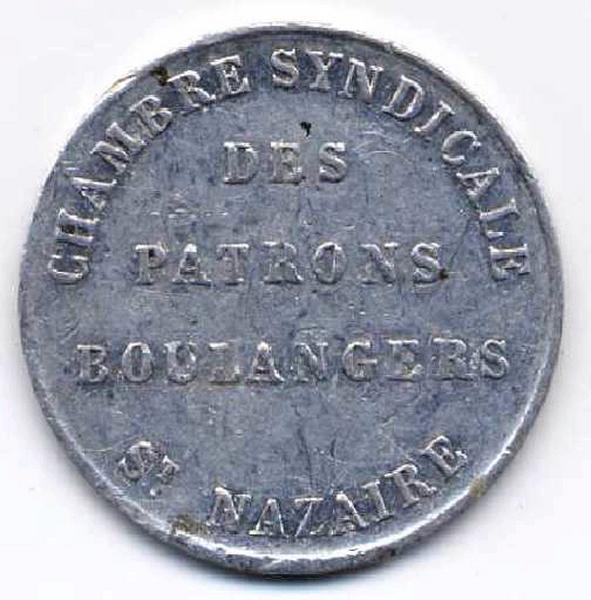 CHAMBRE SYNDICALE
DES
PATRONS
BOULANGERS
ST NAZAIRE